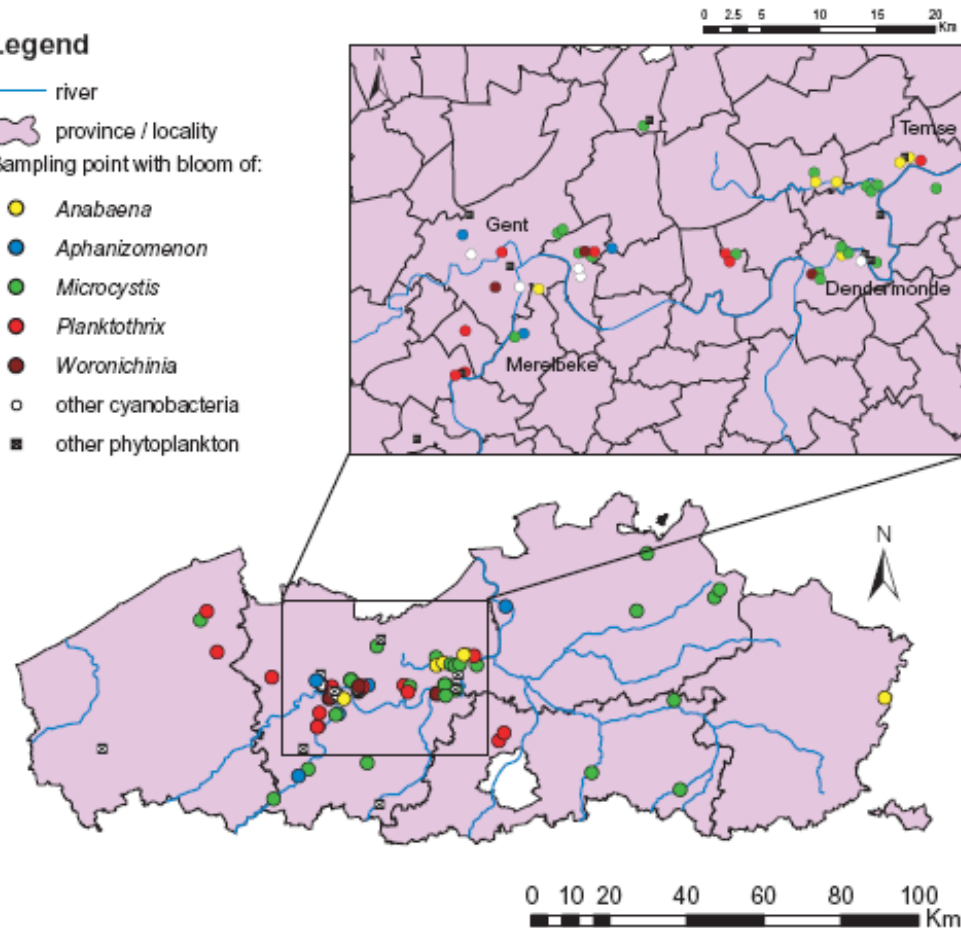 0 2.5 5 10 15 20
Km
Legend
river
province / locality
Sampling point with bloom of:
Anabaena
Aphanizomenon
Microcystis
Planktothrix
Woronichinia
other cyanobacteria
other phytoplankton
N
Temse
Gent
Dendermonde
Merelbeke
N
0 10 20 40 60 80 100
Km